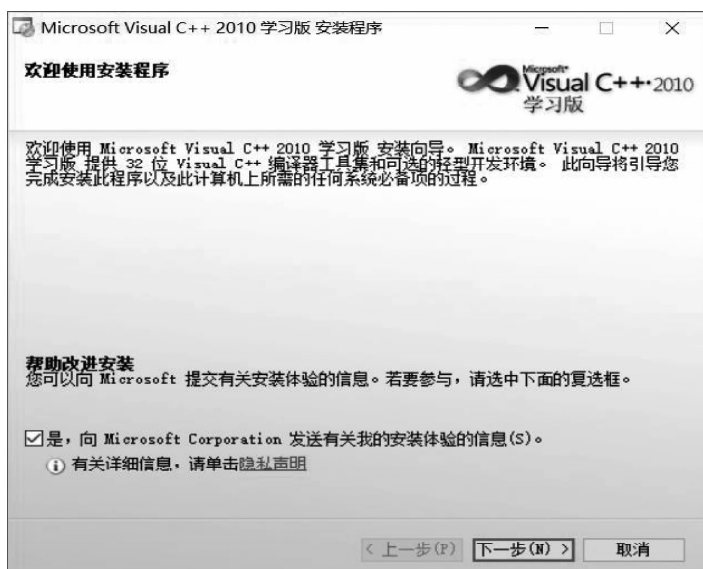 Microsoft Visual C++ 2010 学习版 安装程序
欢迎使用安装程序
Microsoft
Visual C++ 2010
学习版
欢迎使用 Microsoft Visual C++ 2010 学习版 安装向导。 Microsoft Visual C++ 2010
学习版 提供 32 位 Visual C++ 编译器工具集和可选的轻型开发环境。 此向导将引导您
完成安装此程序以及此计算机上所需的任何系统必备项的过程。
帮助改进安装
您可以向 Microsoft 提交有关安装体验的信息。若要参与，请选中下面的复选框。
是，向 Microsoft Corporation 发送有关我的安装体验的信息(S)。
有关详细信息，请单击隐私声明
< 上一步(P) 下一步(N) > 取消